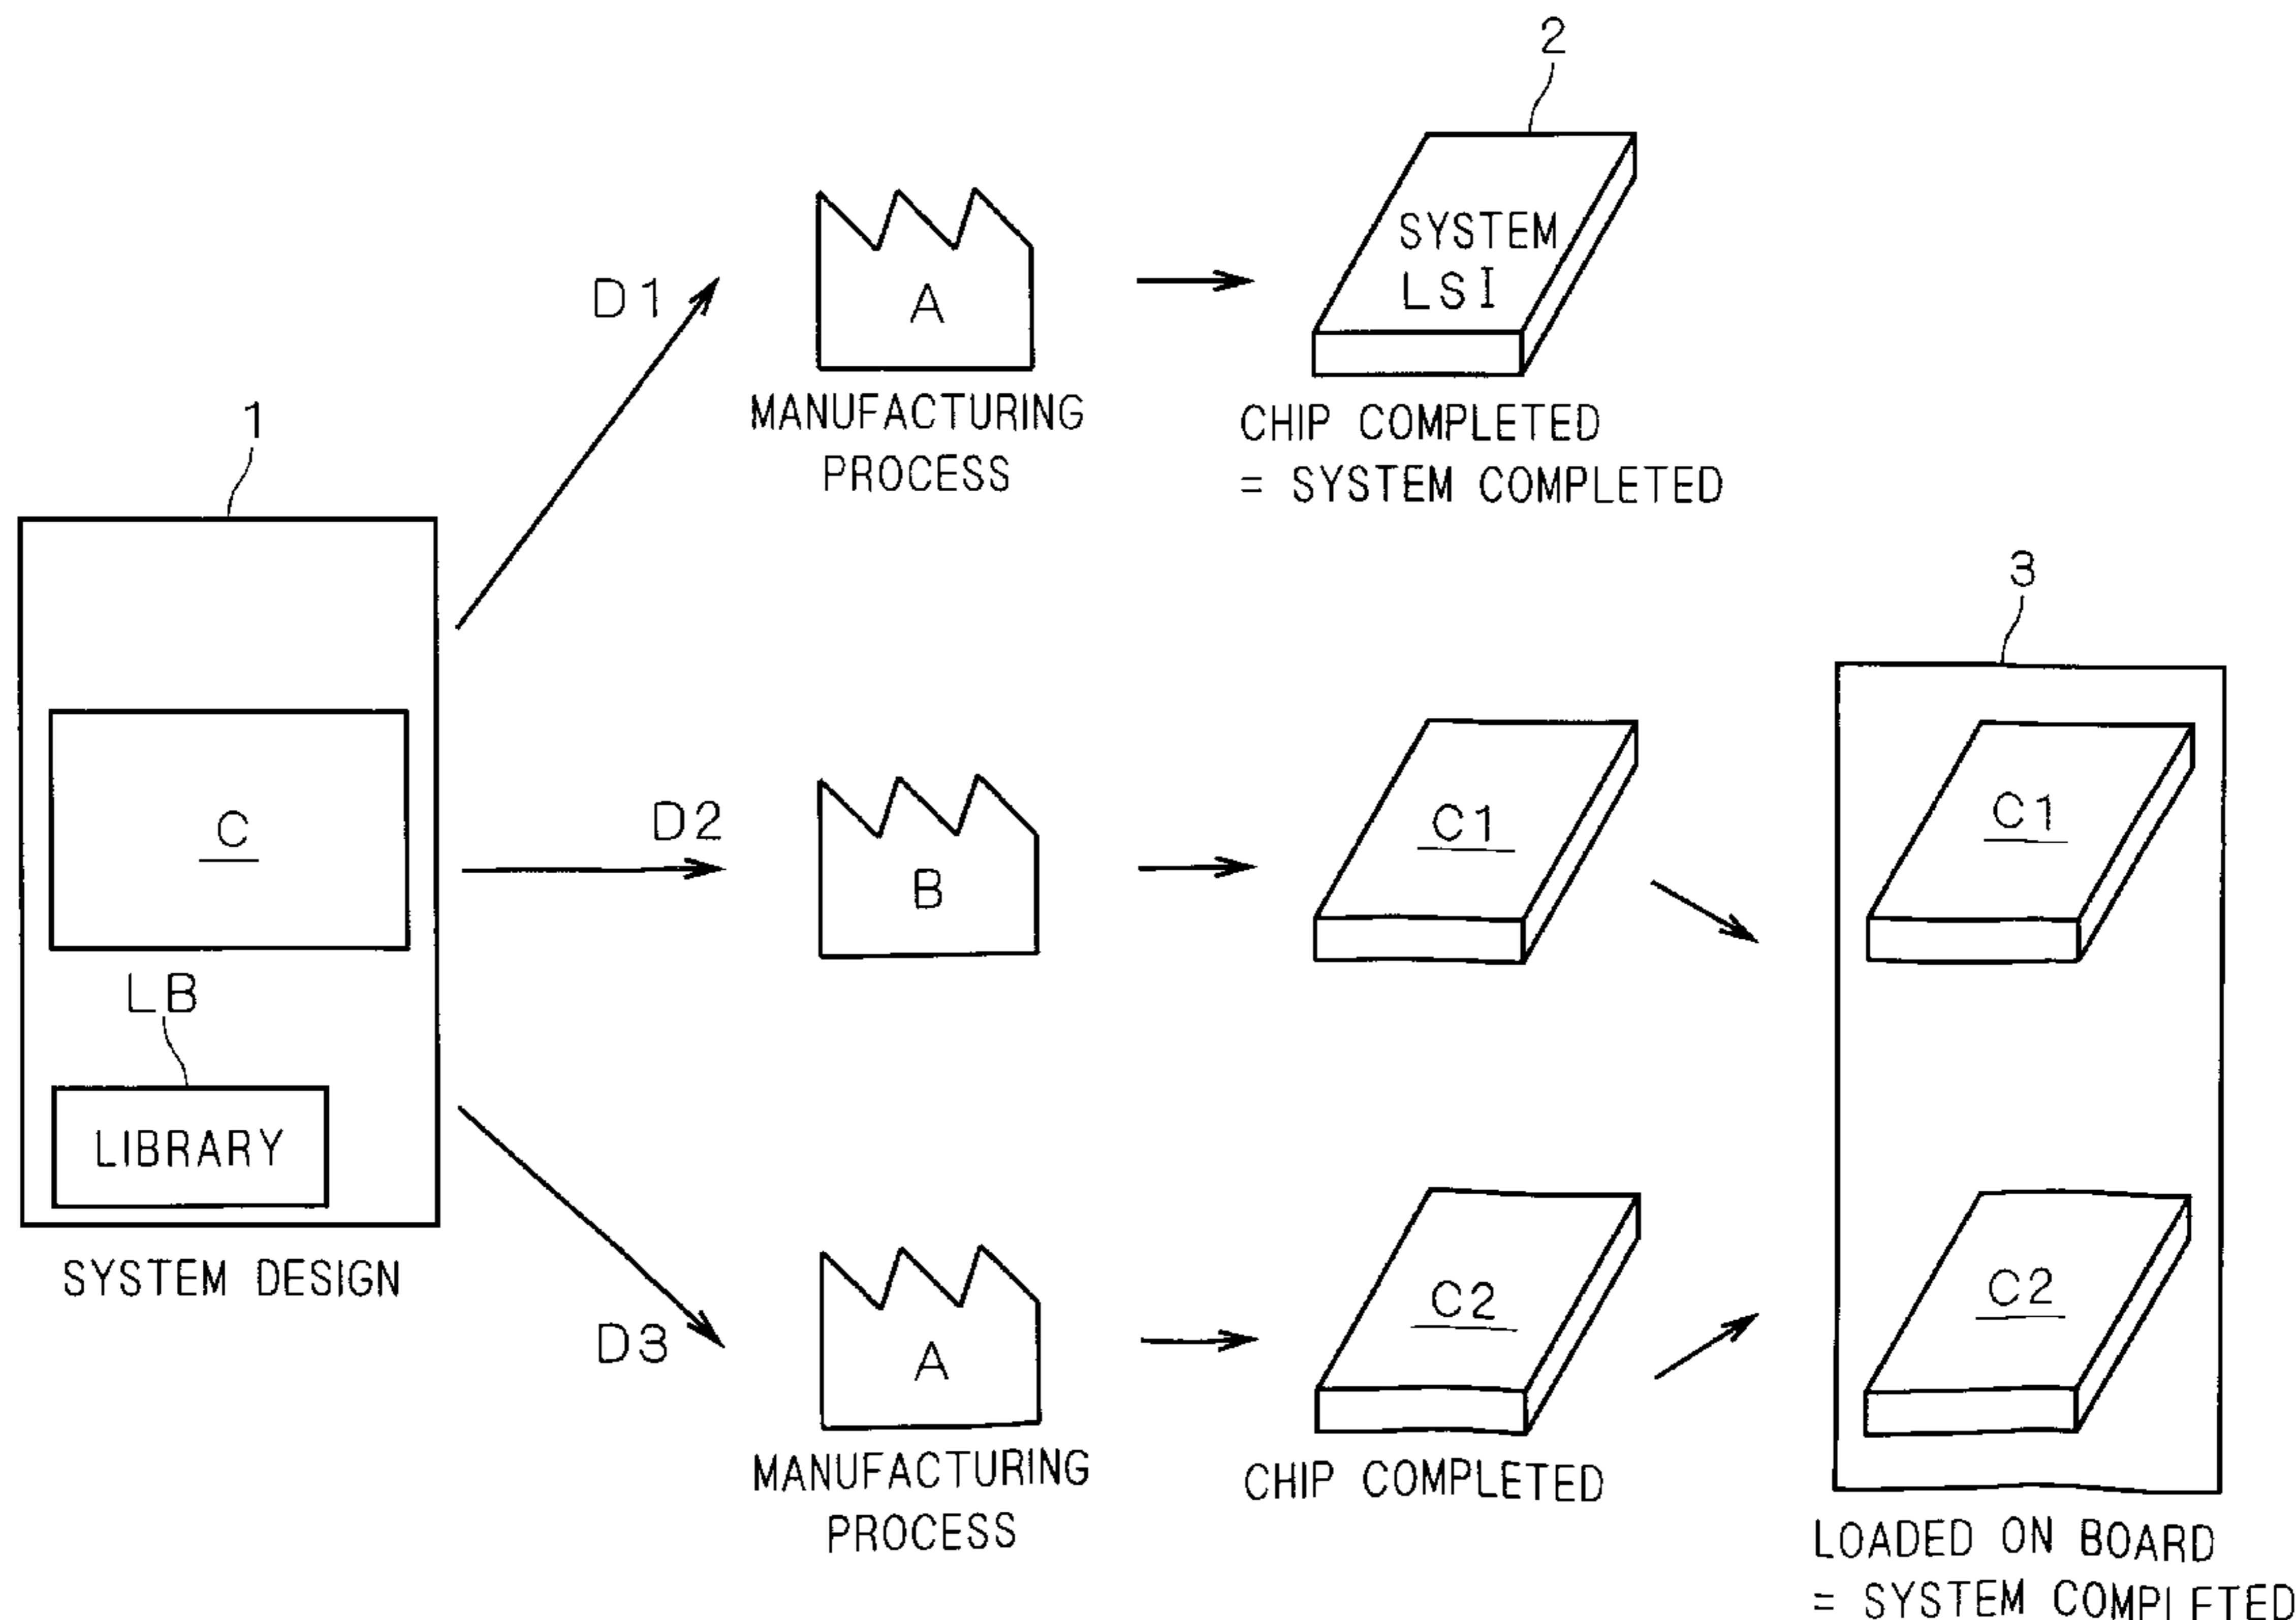 2
SYSTEM
LSI
D1
A
MANUFACTURING
PROCESS
CHIP COMPLETED
= SYSTEM COMPLETED
1
3
C
D2
B
C1
C1
LB
LIBRARY
SYSTEM DESIGN
D3
A
C2
C2
MANUFACTURING
PROCESS
CHIP COMPLETED
LOADED ON BOARD
= SYSTEM COMPLETED